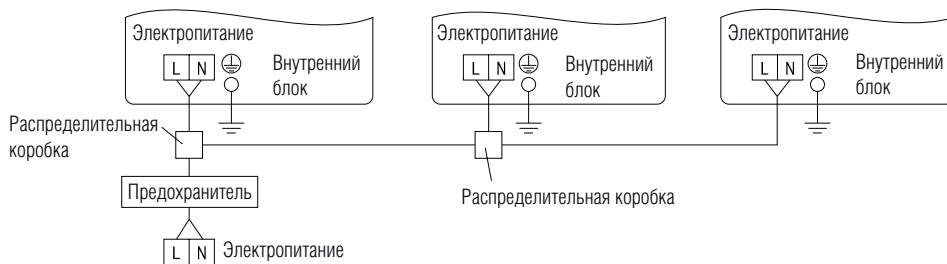 Электропитание
L N
Внутренний
блок
Электропитание
L N
Внутренний
блок
Электропитание
L N
Внутренний
блок
Распределительная
коробка
Распределительная коробка
Предохранитель
L N Электропитание